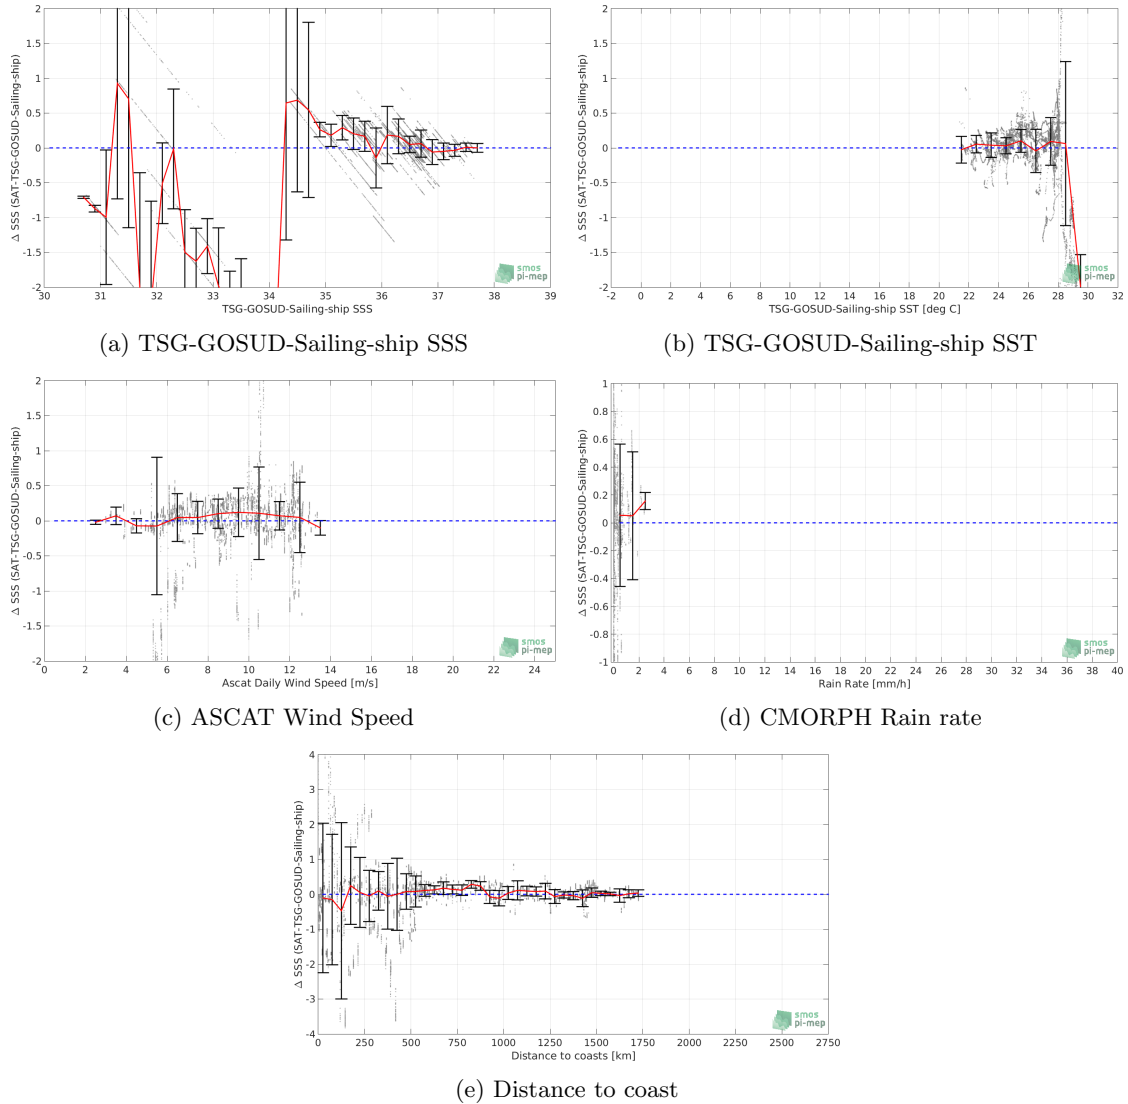 2
1.5
1
0.5
0
-0.5
-1
-1.5
-2
Δ SSS (SAT-TSG-GOSUD-Sailing-ship)
30 31 32 33 34 35 36 37 38 39
TSG-GOSUD-Sailing-ship SSS
smos
pi-mep
(a) TSG-GOSUD-Sailing-ship SSS
2
1.5
1
0.5
0
-0.5
-1
-1.5
-2
Δ SSS (SAT-TSG-GOSUD-Sailing-ship)
-2 0 2 4 6 8 10 12 14 16 18 20 22 24 26 28 30 32
TSG-GOSUD-Sailing-ship SST [deg C]
smos
pi-mep
(b) TSG-GOSUD-Sailing-ship SST
2
1.5
1
0.5
0
-0.5
-1
-1.5
-2
Δ SSS (SAT-TSG-GOSUD-Sailing-ship)
0 2 4 6 8 10 12 14 16 18 20 22 24
Ascat Daily Wind Speed [m/s]
smos
pi-mep
(c) ASCAT Wind Speed
1
0.8
0.6
0.4
0.2
0
-0.2
-0.4
-0.6
-0.8
-1
Δ SSS (SAT-TSG-GOSUD-Sailing-ship)
0 2 4 6 8 10 12 14 16 18 20 22 24 26 28 30 32 34 36 38 40
Rain Rate [mm/h]
smos
pi-mep
(d) CMORPH Rain rate
4
3
2
1
0
-1
-2
-3
-4
Δ SSS (SAT-TSG-GOSUD-Sailing-ship)
0 250 500 750 1000 1250 1500 1750 2000 2250 2500 2750
Distance to coasts [km]
smos
pi-mep
(e) Distance to coast